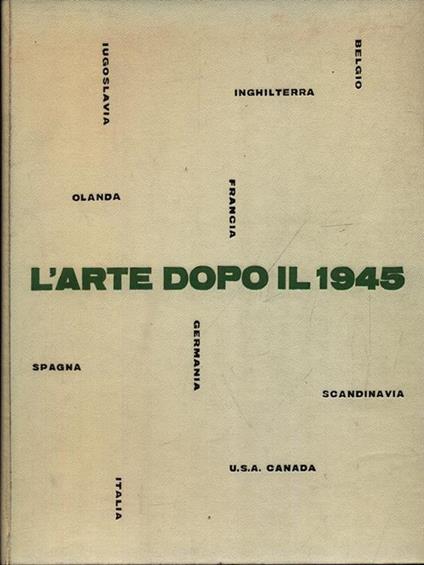 IUGOSLAVIA
BELGIO
INGHILTERRA
FRANCIA
OLANDA
L'ARTE DOPO IL 1945
GERMANIA
SPAGNA
SCANDINAVIA
U.S.A. CANADA
ITALIA